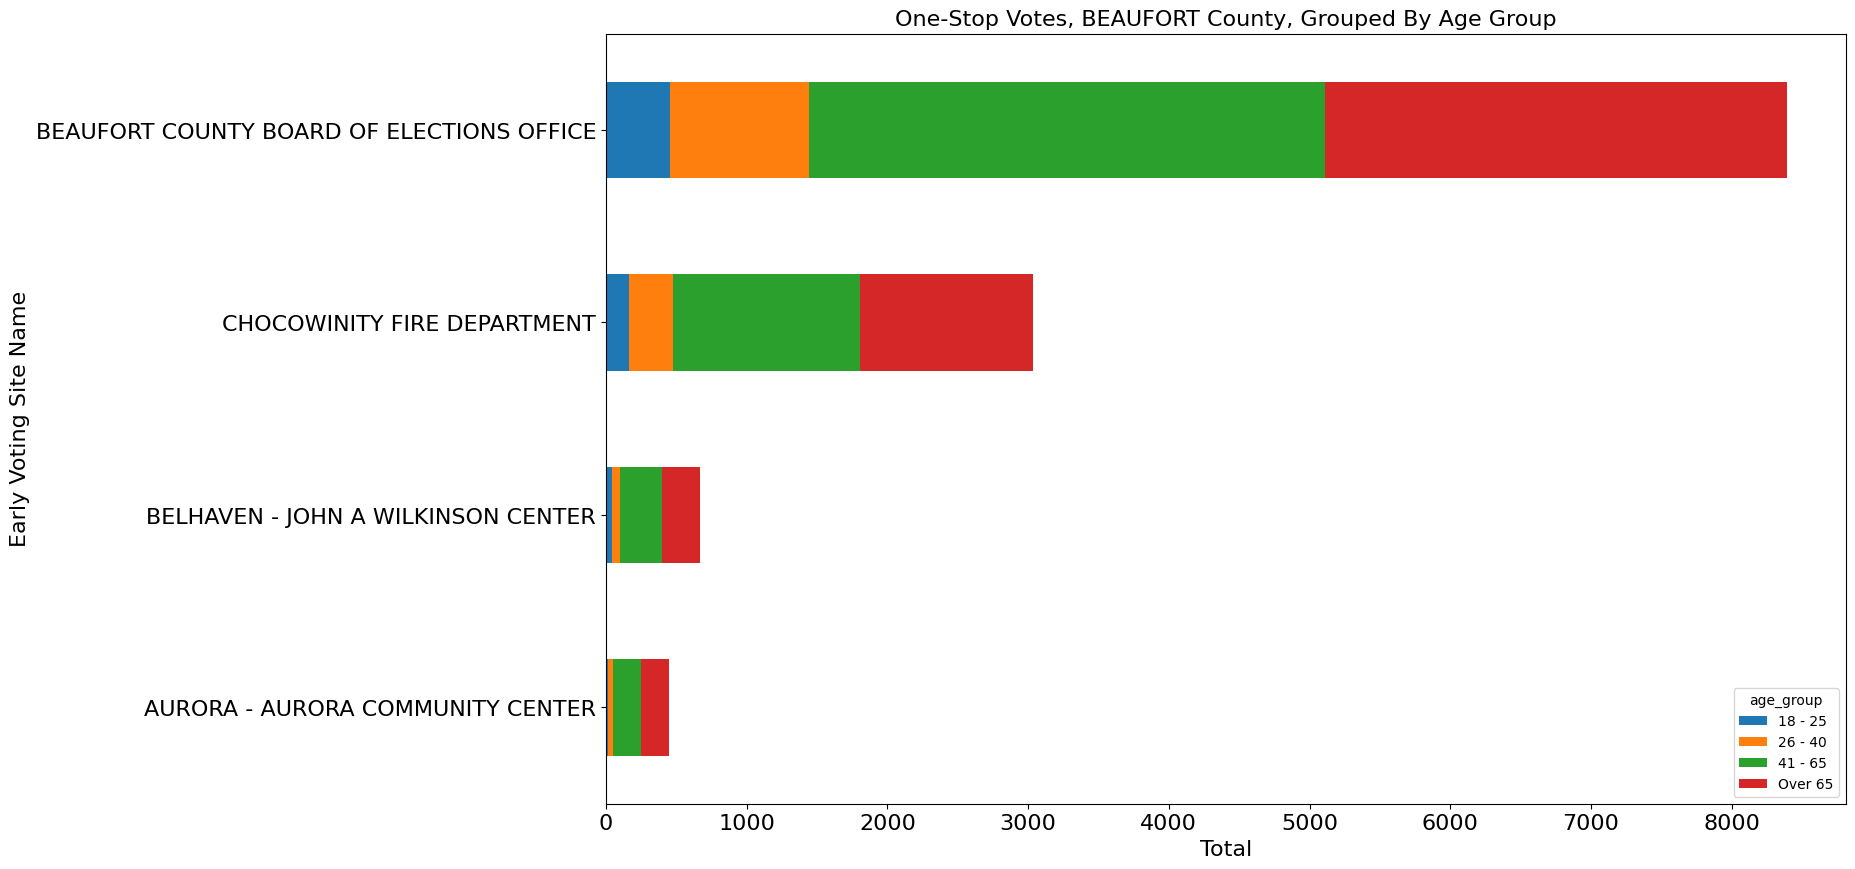 One-Stop Votes, BEAUFORT County, Grouped By Age Group
Early Voting Site Name
BEAUFORT COUNTY BOARD OF ELECTIONS OFFICE
CHOCOWINITY FIRE DEPARTMENT
BELHAVEN - JOHN A WILKINSON CENTER
AURORA - AURORA COMMUNITY CENTER
age_group
18 - 25
26 - 40
41 - 65
Over 65
0 1000 2000 3000 4000 5000 6000 7000 8000
Total